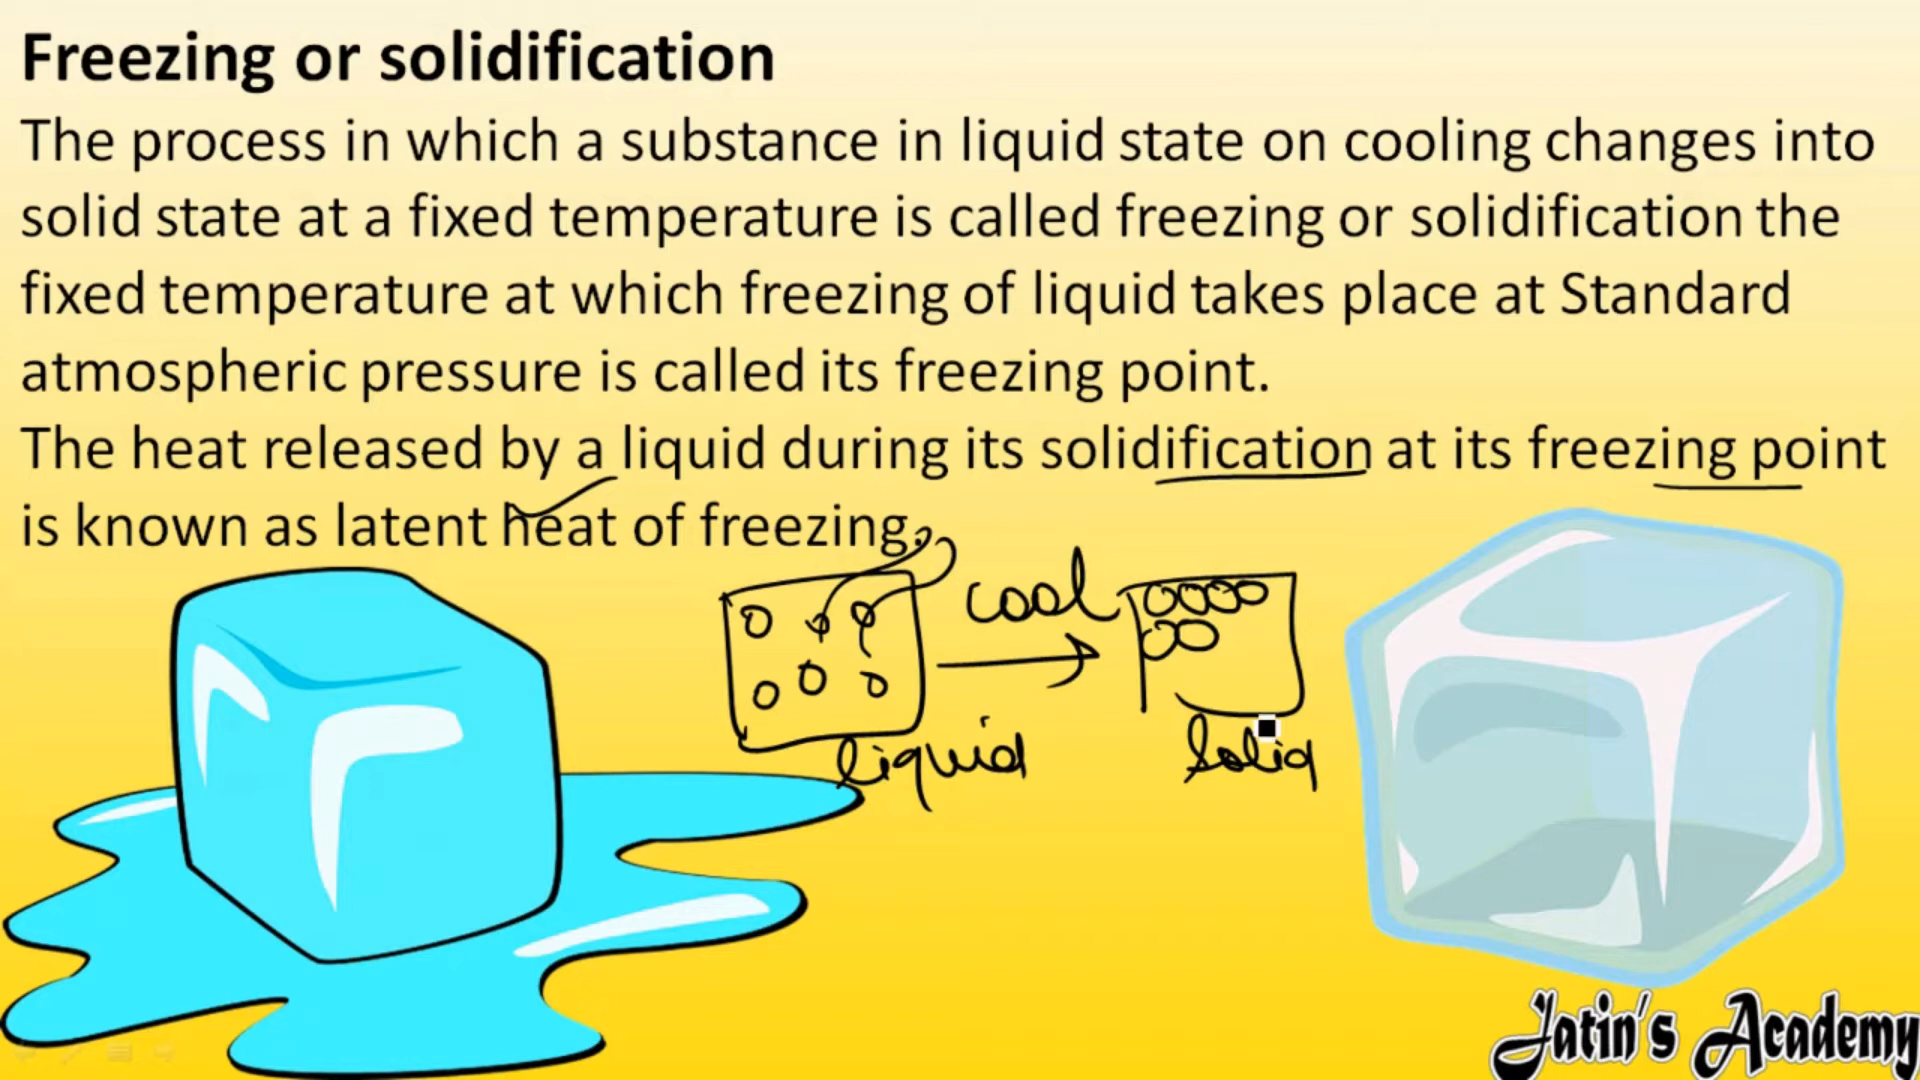 Freezing or solidification
The process in which a substance in liquid state on cooling changes into
solid state at a fixed temperature is called freezing or solidification the
fixed temperature at which freezing of liquid takes place at Standard
atmospheric pressure is called its freezing point.
The heat released by a liquid during its solidification at its freezing point
is known as latent heat of freezing.
cool
liquid
Solid
Jatin's Academy